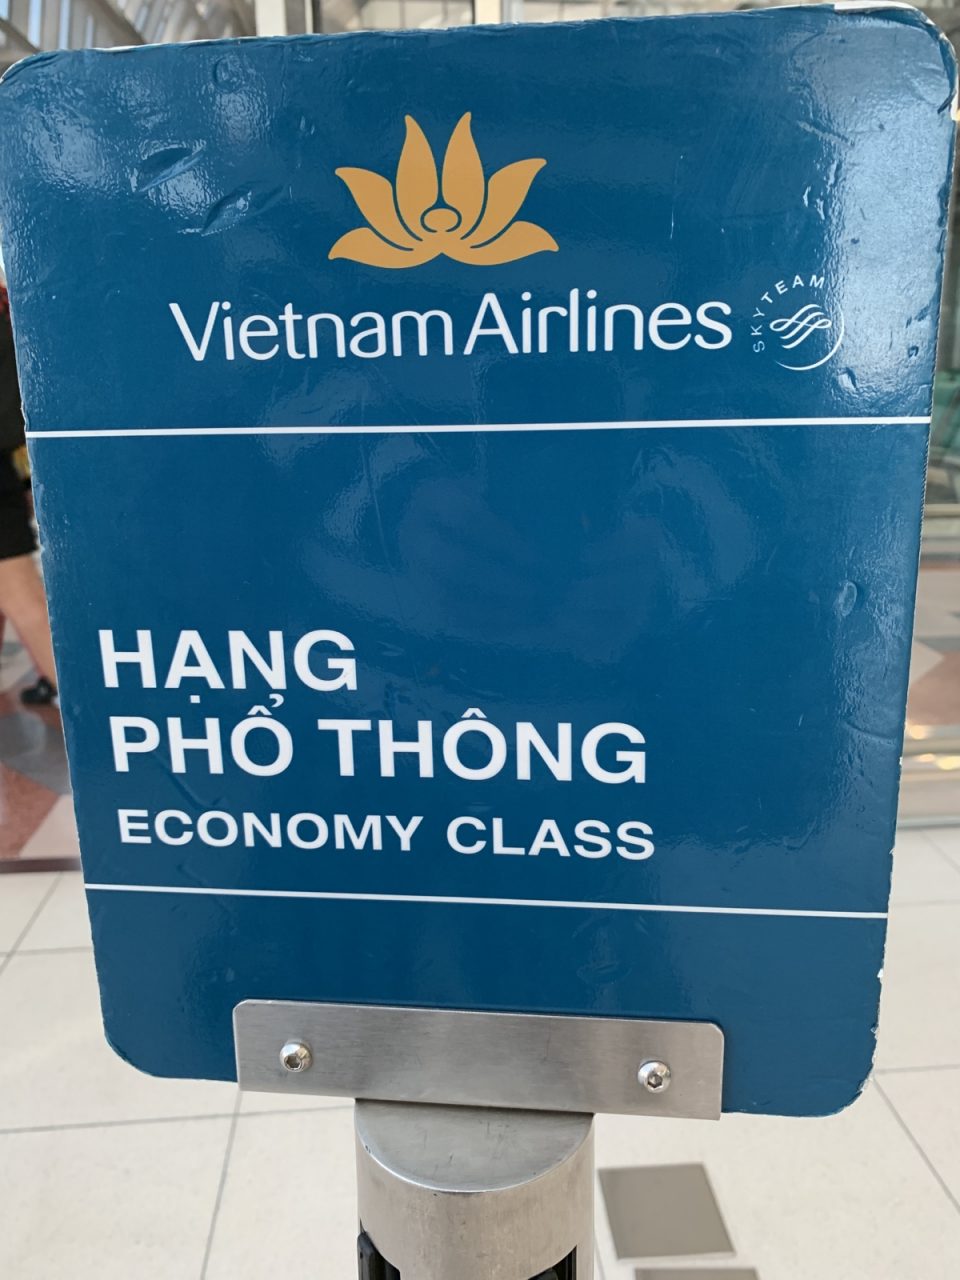 Vietnam Airlines
SKYTEAM
HẠNG
PHỔ THÔNG
ECONOMY CLASS